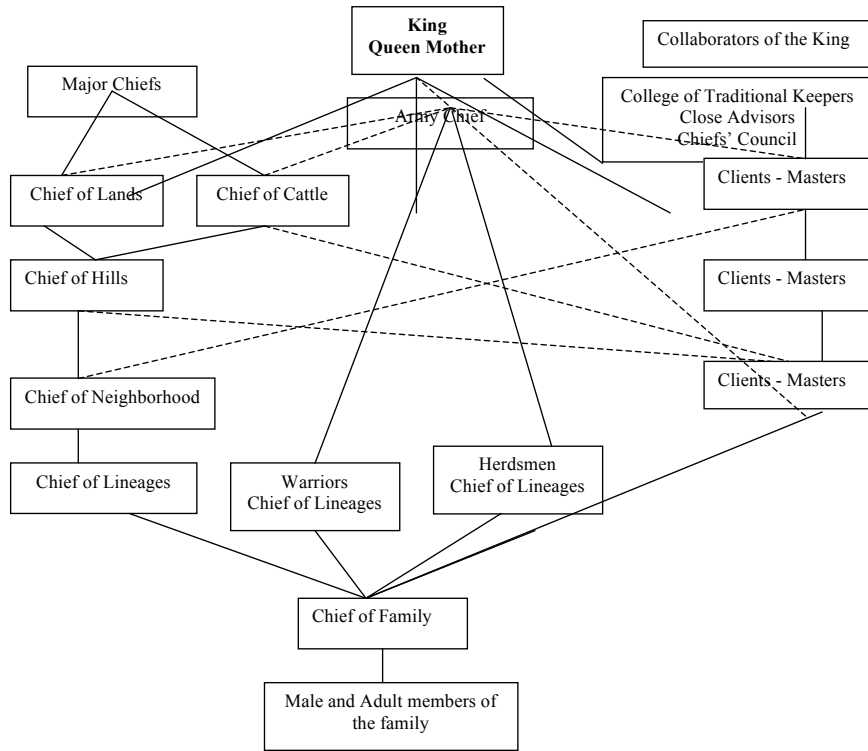 King
Queen Mother
Collaborators of the King
Major Chiefs
Army Chief
College of Traditional Keepers
Close Advisors
Chiefs' Council
Chief of Lands
Chief of Cattle
Clients - Masters
Chief of Hills
Clients - Masters
Chief of Neighborhood
Clients - Masters
Chief of Lineages
Warriors
Chief of Lineages
Herdsmen
Chief of Lineages
Chief of Family
Male and Adult members of
the family